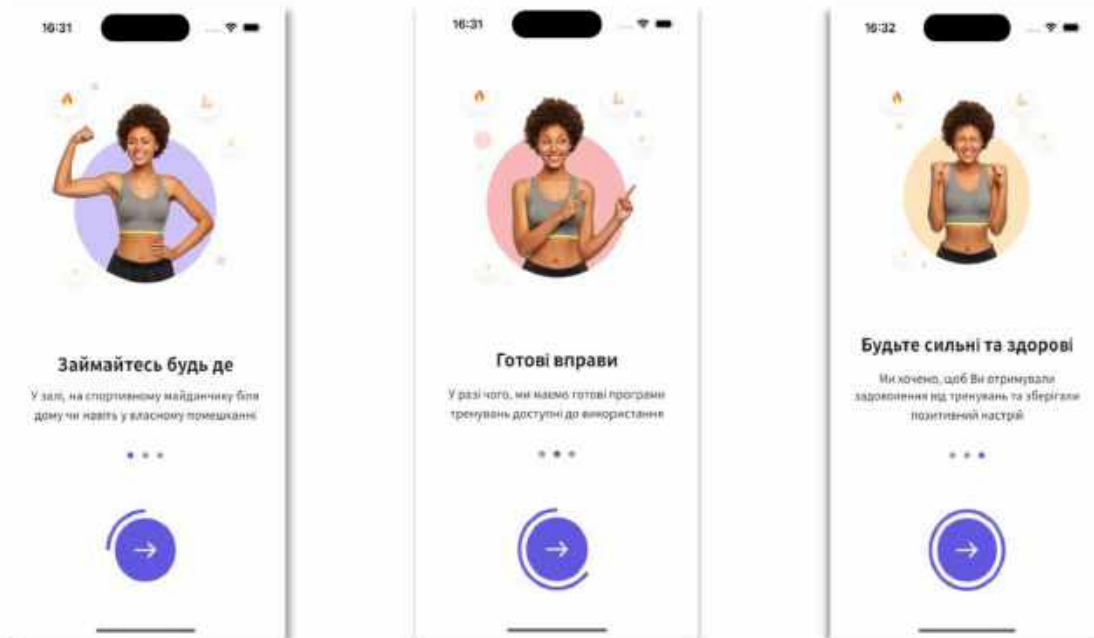 16:31
Займайтесь будь де
У залі, на спортивному майданчику біля
дому чи навіть у власному помешканні
16:31
Готові вправи
У разі чого, ми маємо готові програми
тренувань доступні до використання
16:32
Будьте сильні та здорові
Ми хочемо, щоб Ви отримували
задоволення від тренувань та зберігали
позитивний настрій